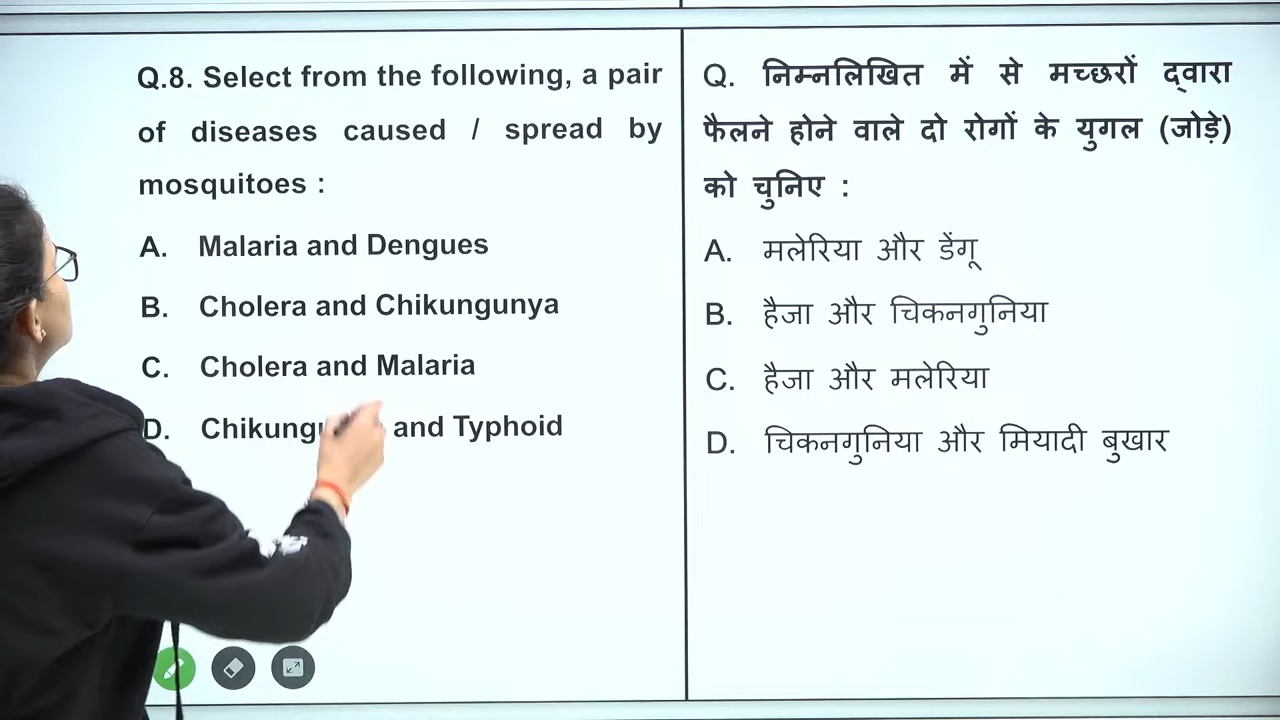 Q.8. Select from the following, a pair
of diseases caused / spread by
mosquitoes :
A. Malaria and Dengues
B. Cholera and Chikungunya
C. Cholera and Malaria
D. and Typhoid
Q. निम्नलिखित में से मच्छरों द्वारा
फैलने होने वाले दो रोगों के युगल (जोड़े)
को चुनिए :
A. मलेरिया और डेंगू
B. हैजा और चिकनगुनिया
C. हैजा और मलेरिया
D. चिकनगुनिया और मियादी बुखार